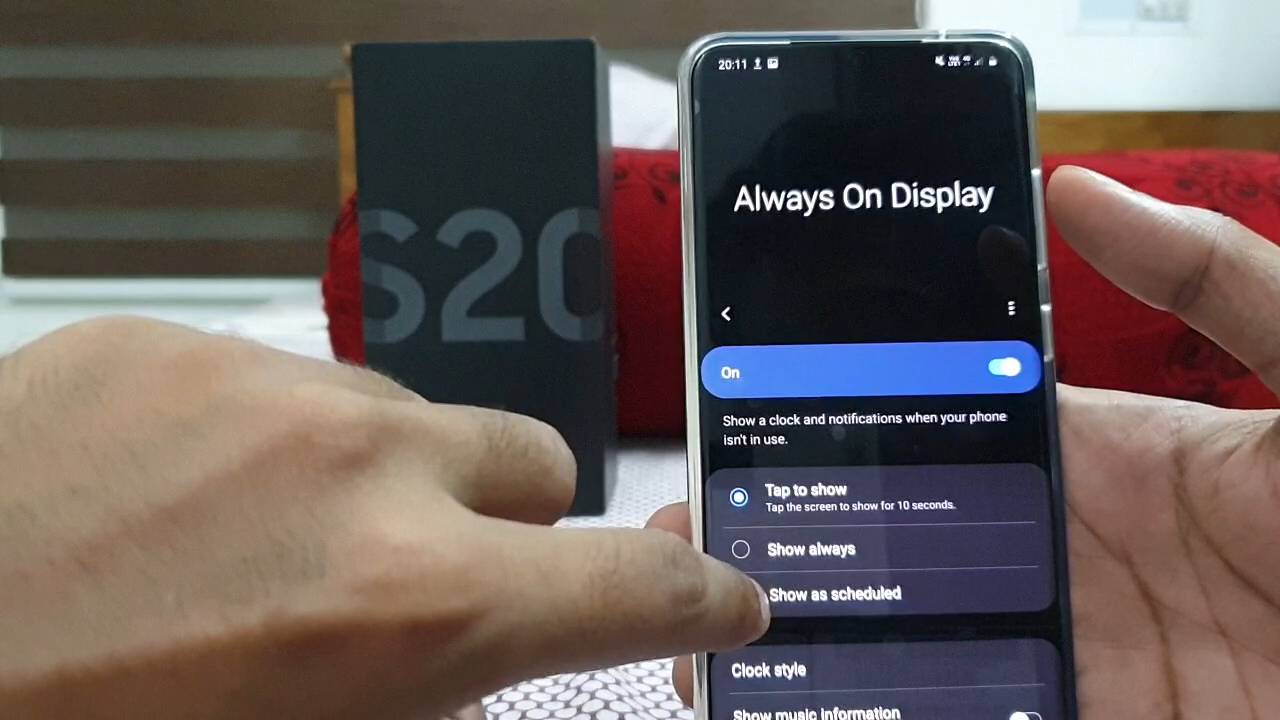 S20
20:11
Always On Display
On
Show a clock and notifications when your phone
isn't in use.
Tap to show
Tap the screen to show for 10 seconds.
Show always
Show as scheduled
Clock style
Show music information